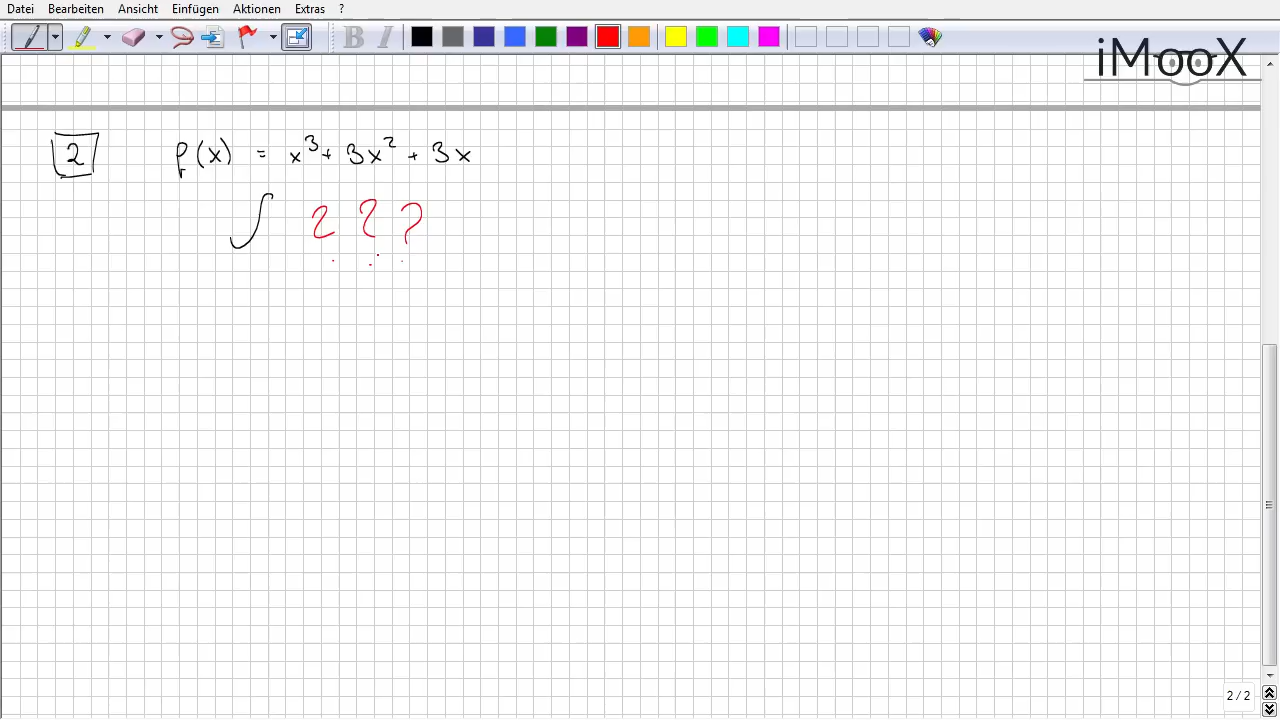 Datei Bearbeiten Ansicht Einfügen Aktionen Extras ?
B I
iMooX
2 f(x) = x³ + 3x² + 3x
∫ ? ? ?
2 / 2